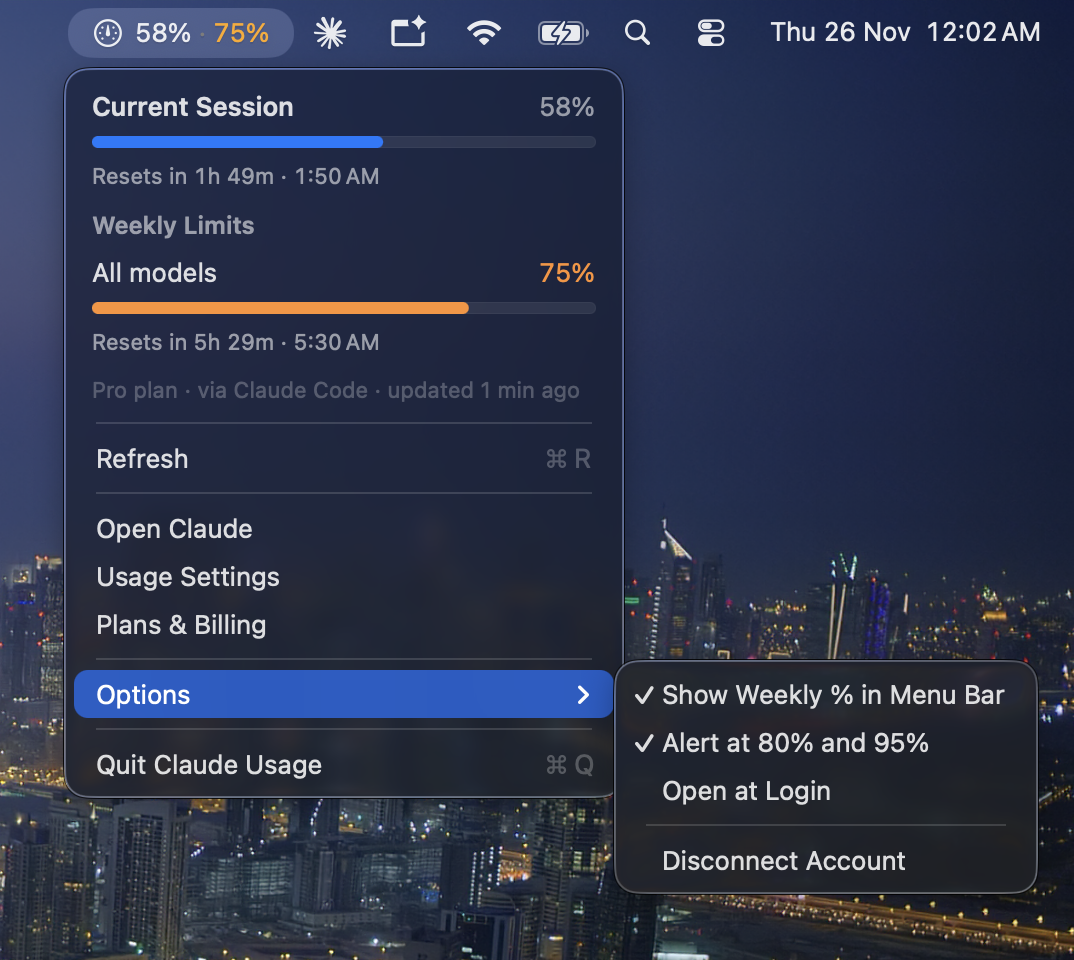 58% · 75% Thu 26 Nov 12:02 AM
Current Session 58%
Resets in 1h 49m · 1:50 AM
Weekly Limits
All models 75%
Resets in 5h 29m · 5:30 AM
Pro plan · via Claude Code · updated 1 min ago
Refresh ⌘ R
Open Claude
Usage Settings
Plans & Billing
Options
✓ Show Weekly % in Menu Bar
✓ Alert at 80% and 95%
Open at Login
Disconnect Account
Quit Claude Usage ⌘ Q